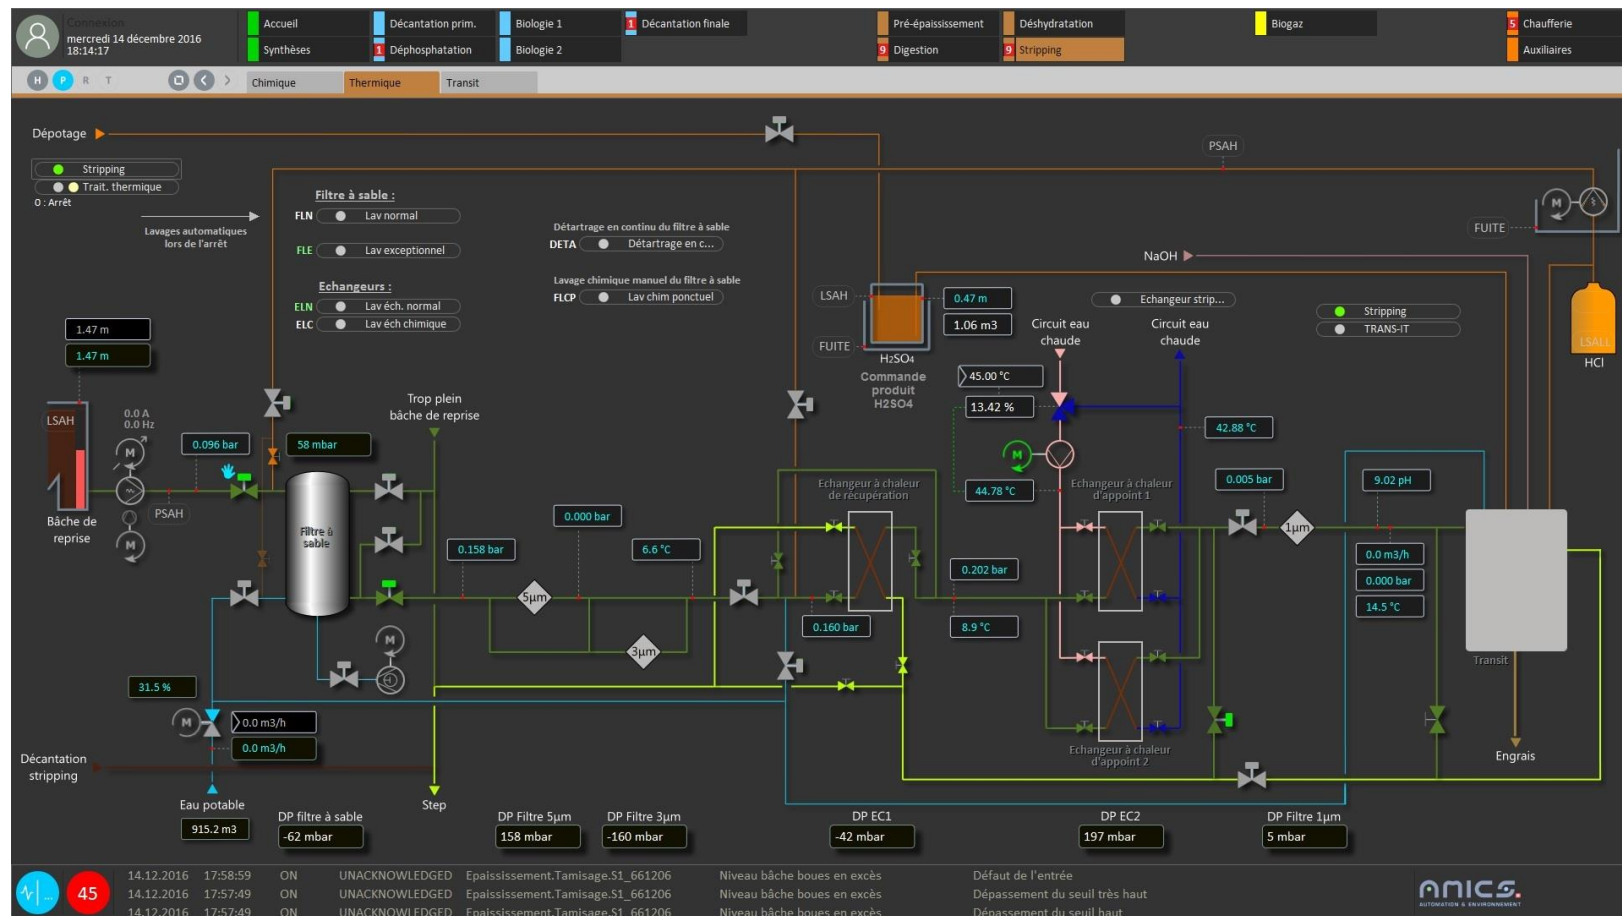 Connexion
mercredi 14 décembre 2016
18:14:17
Accueil
Décantation prim.
Biologie 1
1 Décantation finale
Pré-épaississement
Déshydratation
Biogaz
5 Chaufferie
Synthèses
1 Déphosphatation
Biologie 2
9 Digestion
9 Stripping
Auxiliaires
H P R T
Chimique
Thermique
Transit
Dépotage
PSAH
Stripping
Trait. thermique
0 : Arrêt
Lavages automatiques
lors de l'arrêt
Filtre à sable :
FLN Lav normal
FLE Lav exceptionnel
Echangeurs :
ELN Lav éch. normal
ELC Lav éch chimique
Détartrage en continu du filtre à sable
DETA Détartrage en c...
Lavage chimique manuel du filtre à sable
FLCP Lav chim ponctuel
M
FUITE
NaOH
LSAH
0.47 m
1.06 m3
FUITE
H2SO4
Commande
produit
H2SO4
Echangeur strip...
Circuit eau
chaude
Circuit eau
chaude
Stripping
TRANS-IT
LSALL
HCl
1.47 m
1.47 m
LSAH
0.0 A
0.0 Hz
M
0.096 bar
58 mbar
PSAH
M
Bâche de
reprise
Trop plein
bâche de reprise
Filtre à
sable
45.00 °C
13.42 %
42.88 °C
M
44.78 °C
0.158 bar
0.000 bar
6.6 °C
5µm
3µm
Echangeur à chaleur
de récupération
0.160 bar
0.202 bar
8.9 °C
Echangeur à chaleur
d'appoint 1
Echangeur à chaleur
d'appoint 2
0.005 bar
1µm
9.02 pH
0.0 m3/h
0.000 bar
14.5 °C
Transit
Engrais
M
31.5 %
M
0.0 m3/h
0.0 m3/h
Décantation
stripping
Eau potable
915.2 m3
Step
DP filtre à sable
-62 mbar
DP Filtre 5µm
158 mbar
DP Filtre 3µm
-160 mbar
DP EC1
-42 mbar
DP EC2
197 mbar
DP Filtre 1µm
5 mbar
45
14.12.2016 17:58:59 ON UNACKNOWLEDGED Epaississement.Tamisage.S1_661206 Niveau bâche boues en excès Défaut de l'entrée
14.12.2016 17:57:49 ON UNACKNOWLEDGED Epaississement.Tamisage.S1_661206 Niveau bâche boues en excès Dépassement du seuil très haut
14.12.2016 17:57:49 ON UNACKNOWLEDGED Epaississement.Tamisage.S1_661206 Niveau bâche boues en excès Dépassement du seuil haut
AMICS.
AUTOMATION & ENVIRONNEMENT